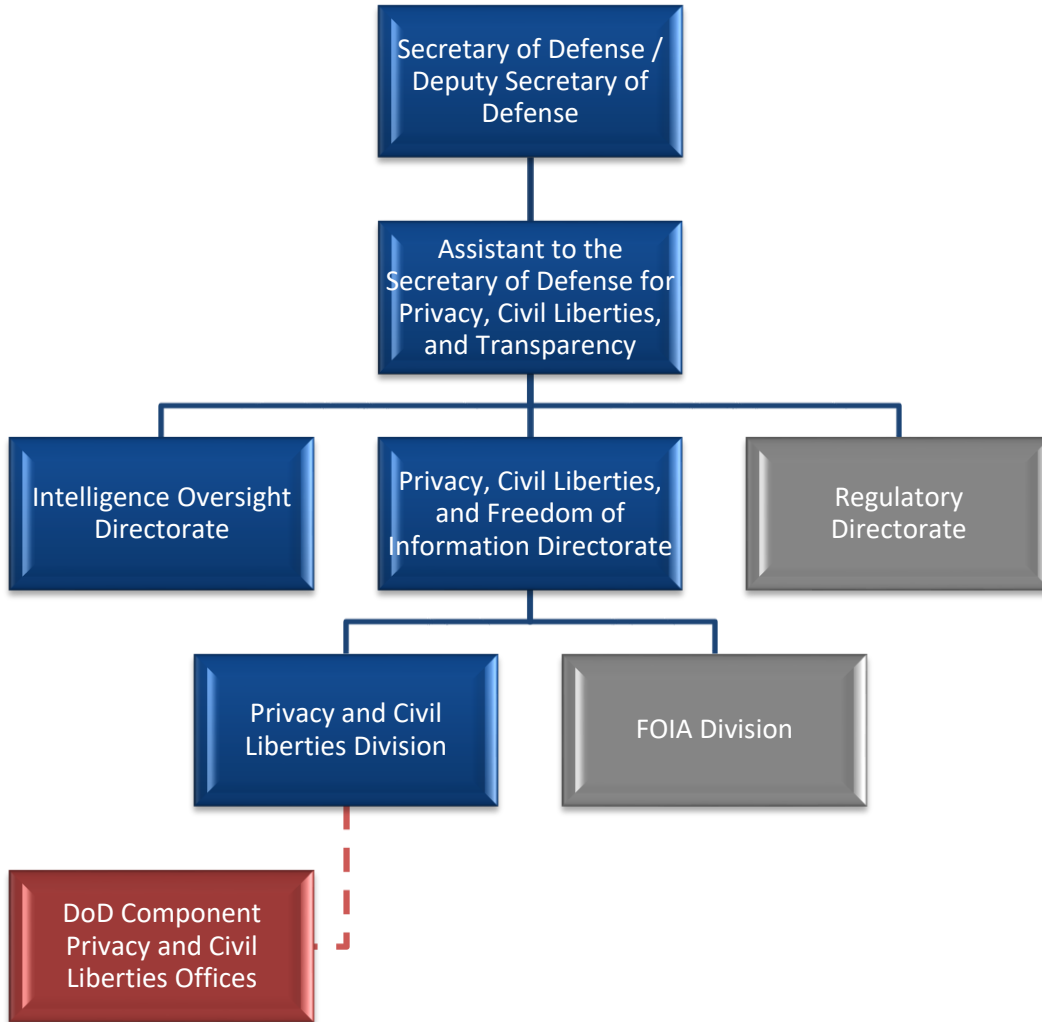 Secretary of Defense /
Deputy Secretary of
Defense
Assistant to the
Secretary of Defense for
Privacy, Civil Liberties,
and Transparency
Intelligence Oversight
Directorate
Privacy, Civil Liberties,
and Freedom of
Information Directorate
Regulatory
Directorate
Privacy and Civil
Liberties Division
FOIA Division
DoD Component
Privacy and Civil
Liberties Offices